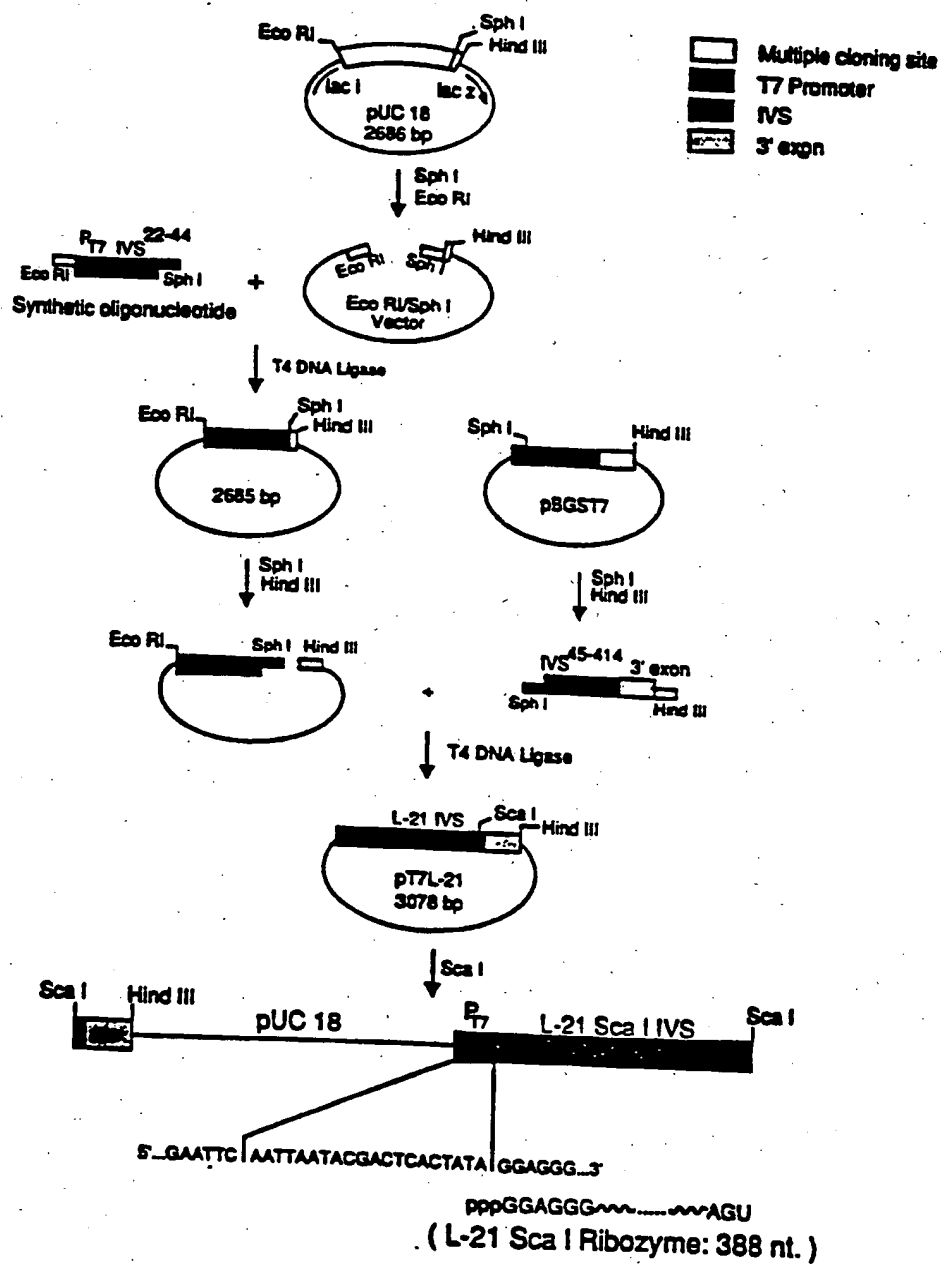 Eco RI
Sph I
Hind III
lac i
lac z
pUC 18
2686 bp
Multiple cloning site
T7 Promoter
IVS
3' exon
Sph I
Eco RI
PT7 IVS 22-44
Eco RI
Sph I
Synthetic oligonucleotide
+
Eco RI
Sph I
Hind III
Eco RI/Sph I
Vector
T4 DNA Ligase
Eco RI
Sph I
Hind III
2685 bp
Sph I
Hind III
pBGST7
Sph I
Hind III
Sph I
Hind III
Eco RI
Sph I
Hind III
+
IVS 45-414
3' exon
Sph I
Hind III
T4 DNA Ligase
L-21 IVS
Sca I
Hind III
pT7L-21
3078 bp
Sca I
Sca I
Hind III
pUC 18
PT7
L-21 Sca I IVS
Sca I
5'...GAATTC AATTAATACGACTCACTATA GGAGGG...3'
pppGGAGGG~~.....~~AGU
( L-21 Sca I Ribozyme: 388 nt. )